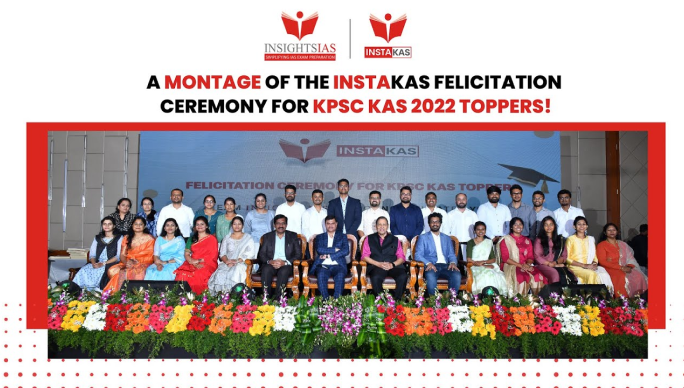 INSIGHTSIAS
SIMPLIFYING IAS EXAM PREPARATION
INSTAKAS
A MONTAGE OF THE INSTAKAS FELICITATION
CEREMONY FOR KPSC KAS 2022 TOPPERS!
INSTAKAS
FELICITATION CEREMONY FOR KPSC KAS TOPPER